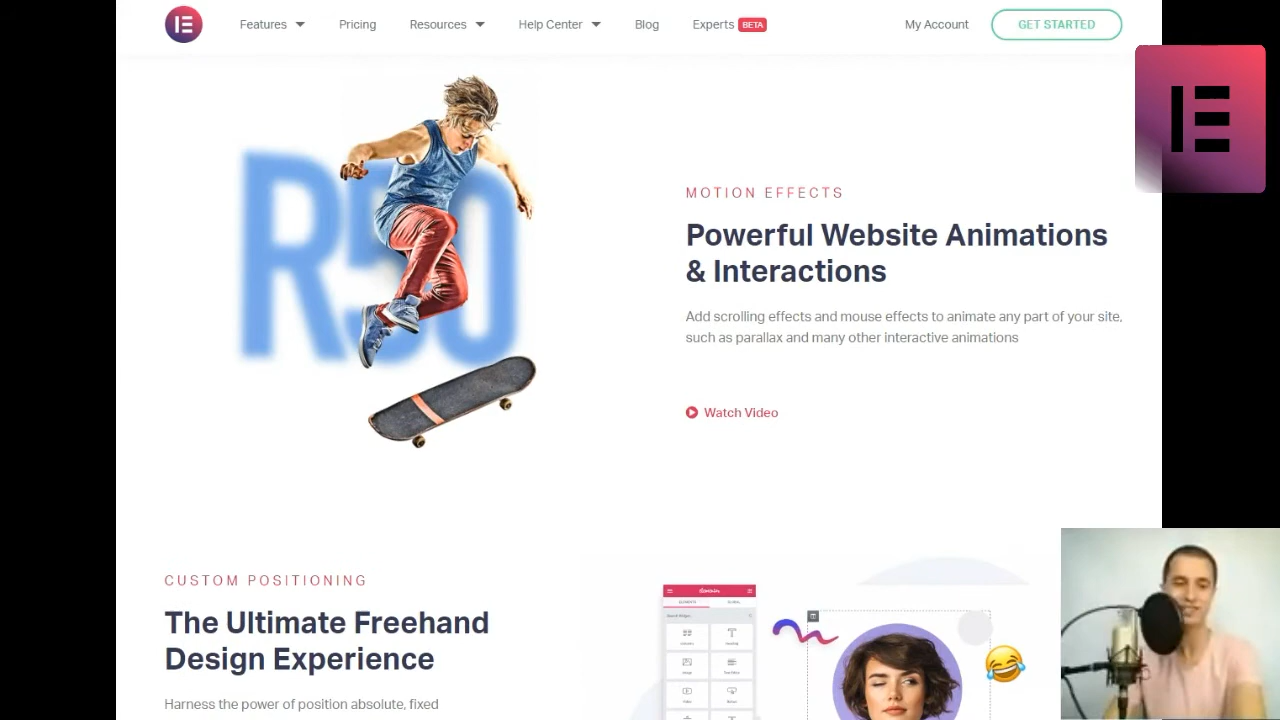 Features
Pricing
Resources
Help Center
Blog
Experts BETA
My Account
GET STARTED
R50
MOTION EFFECTS
Powerful Website Animations
& Interactions
Add scrolling effects and mouse effects to animate any part of your site,
such as parallax and many other interactive animations
Watch Video
CUSTOM POSITIONING
The Ultimate Freehand
Design Experience
Harness the power of position absolute, fixed